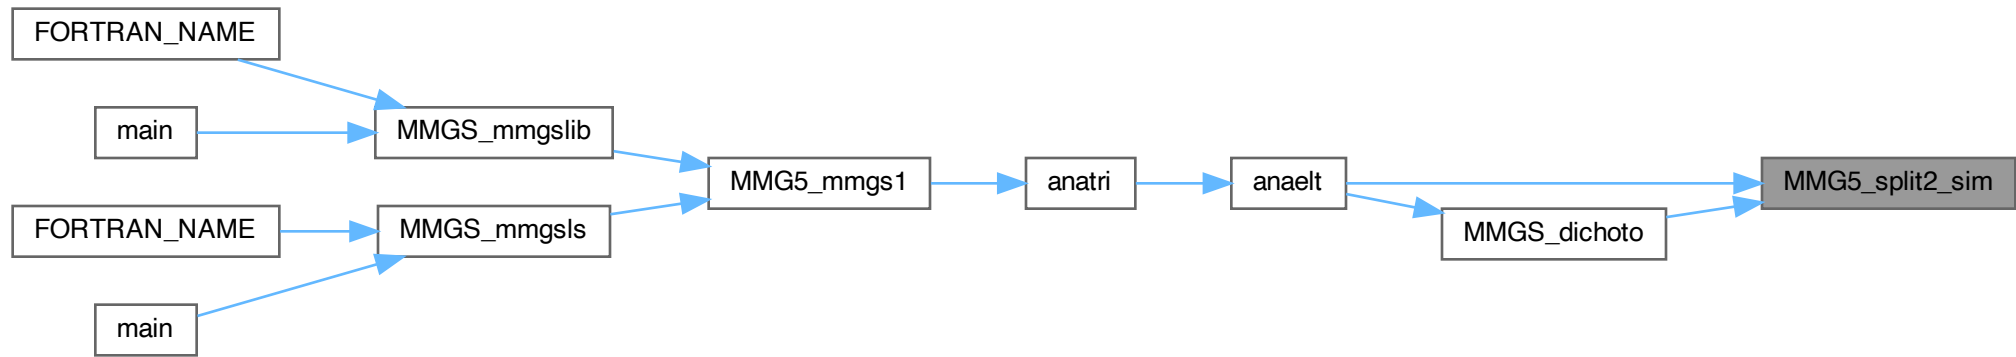 FORTRAN_NAME
main
MMGS_mmgslib
MMG5_mmgs1
anatri
anaelt
MMG5_split2_sim
FORTRAN_NAME
MMGS_mmgsls
MMGS_dichoto
main